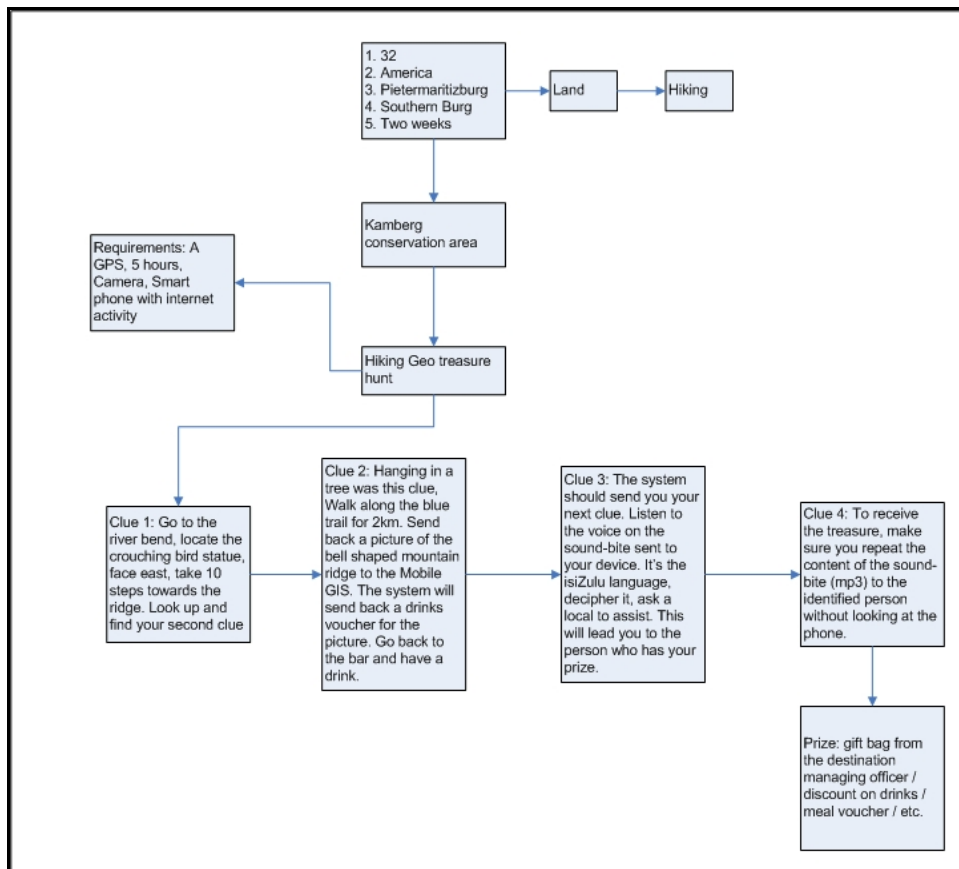 1. 32
2. America
3. Pietermaritizburg
4. Southern Burg
5. Two weeks
Land
Hiking
Kamberg
conservation area
Requirements: A
GPS, 5 hours,
Camera, Smart
phone with internet
activity
Hiking Geo treasure
hunt
Clue 1: Go to the
river bend, locate the
crouching bird statue,
face east, take 10
steps towards the
ridge. Look up and
find your second clue
Clue 2: Hanging in a
tree was this clue,
Walk along the blue
trail for 2km. Send
back a picture of the
bell shaped mountain
ridge to the Mobile
GIS. The system will
send back a drinks
voucher for the
picture. Go back to
the bar and have a
drink.
Clue 3: The system
should send you your
next clue. Listen to
the voice on the
sound-bite sent to
your device. It's the
isiZulu language,
decipher it, ask a
local to assist. This
will lead you to the
person who has your
prize.
Clue 4: To receive
the treasure, make
sure you repeat the
content of the sound-
bite (mp3) to the
identified person
without looking at the
phone.
Prize: gift bag from
the destination
managing officer /
discount on drinks /
meal voucher / etc.